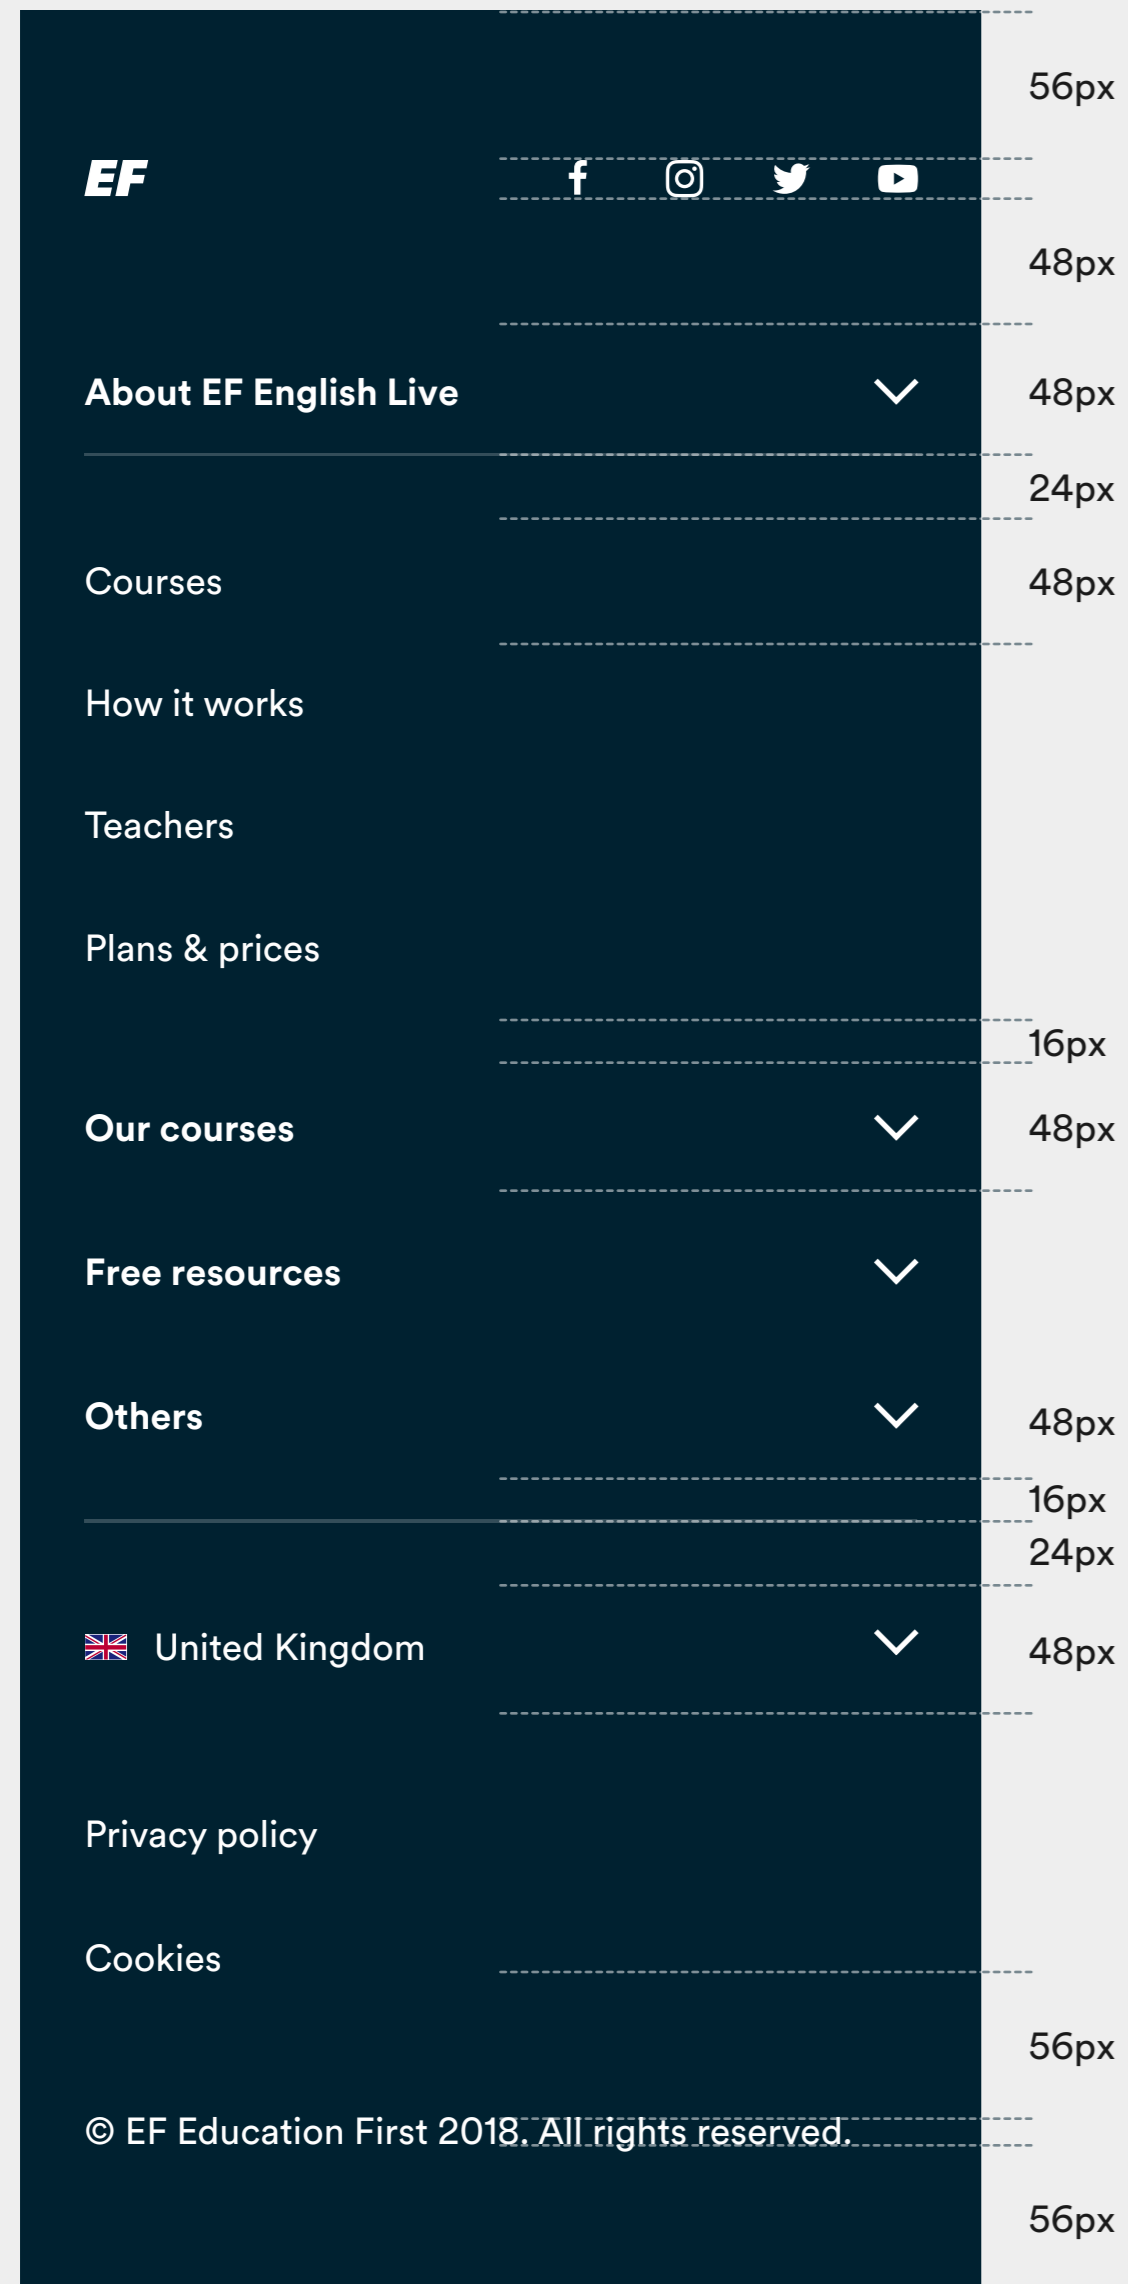 56px
EF
48px
About EF English Live 48px
24px
Courses 48px
How it works
Teachers
Plans & prices
16px
Our courses 48px
Free resources
Others 48px
16px
24px
United Kingdom 48px
Privacy policy
Cookies
56px
© EF Education First 2018. All rights reserved.
56px